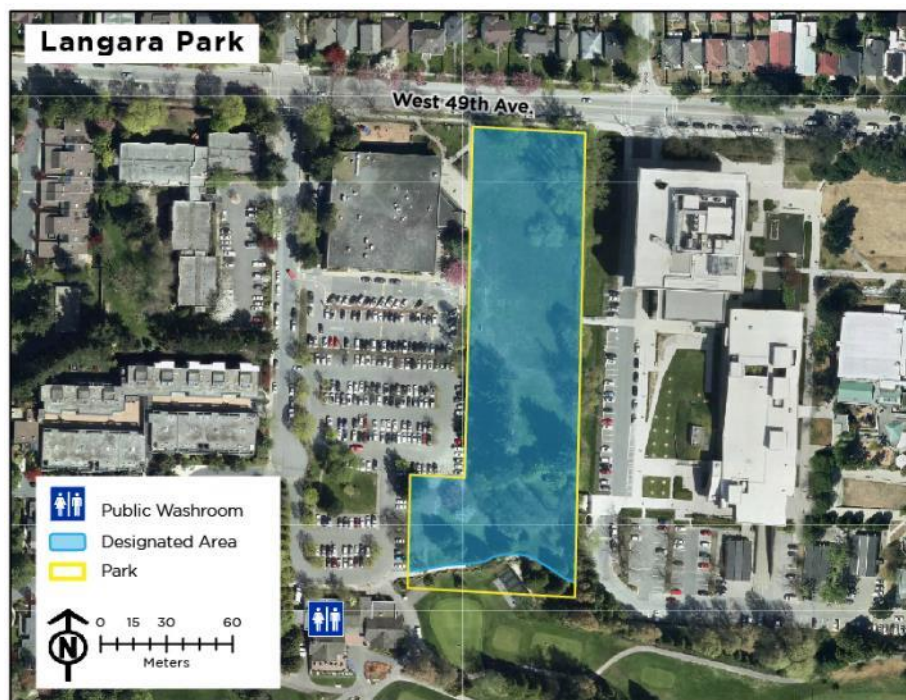 Langara Park
West 49th Ave.
Public Washroom
Designated Area
Park
N
0 15 30 60
Meters